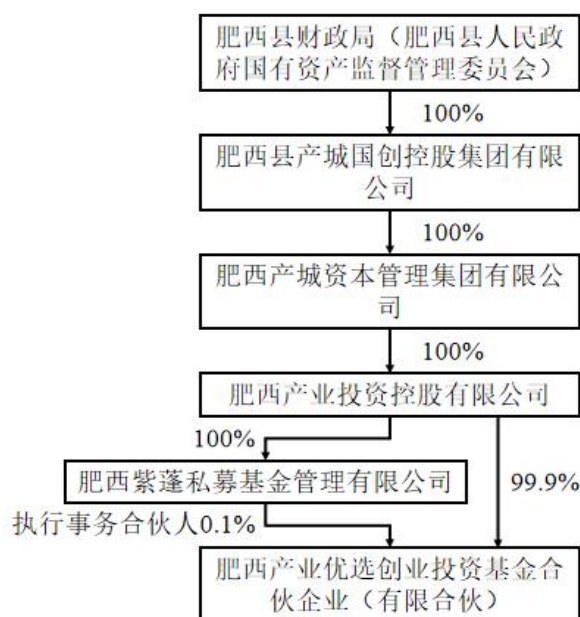 肥西县财政局（肥西县人民政
府国有资产监督管理委员会）
100%
肥西县产城国创控股集团有限
公司
100%
肥西产城资本管理集团有限公
司
100%
肥西产业投资控股有限公司
100%
肥西紫蓬私募基金管理有限公司
99.9%
执行事务合伙人0.1%
肥西产业优选创业投资基金合
伙企业（有限合伙）